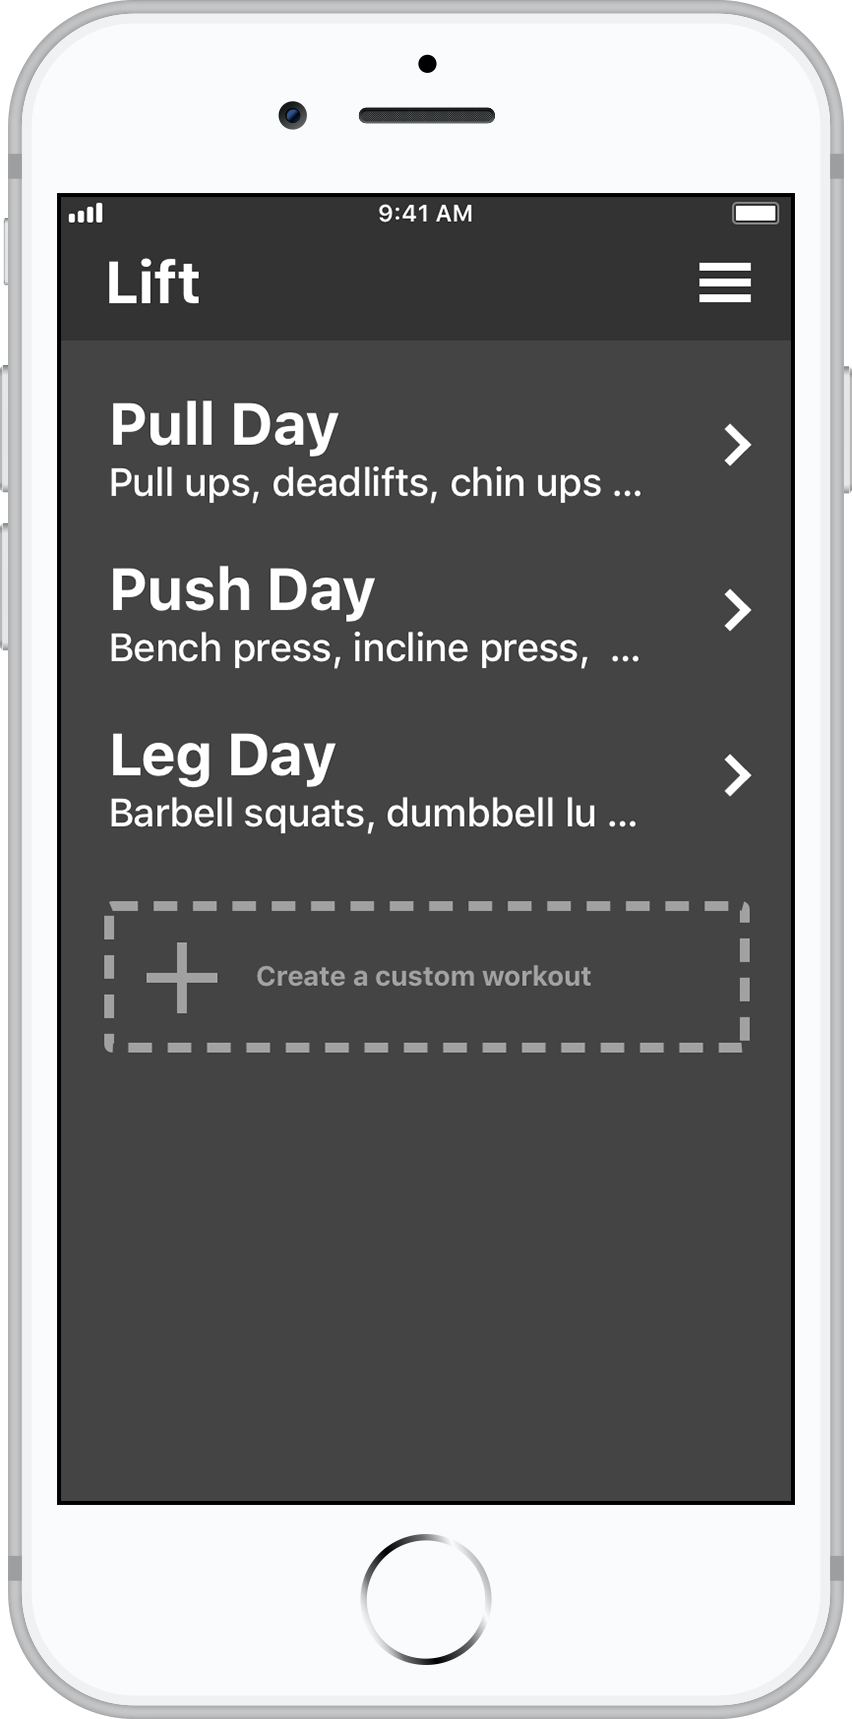 9:41 AM
Lift
Pull Day
Pull ups, deadlifts, chin ups ...
Push Day
Bench press, incline press,  ...
Leg Day
Barbell squats, dumbbell lu ...
Create a custom workout